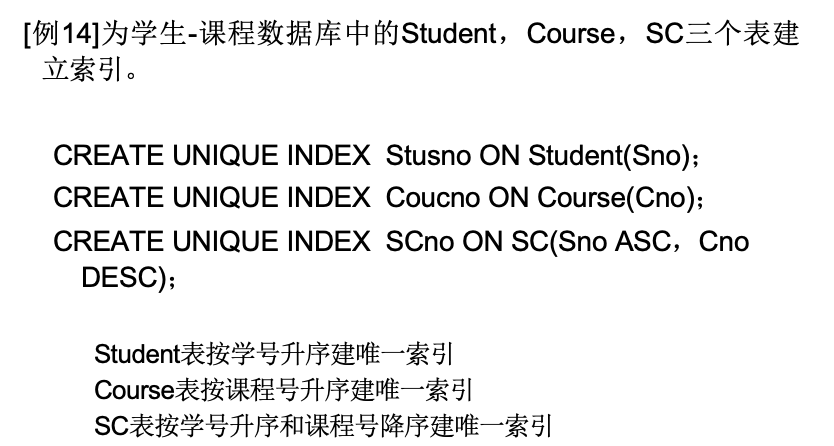 [例14]为学生-课程数据库中的Student，Course，SC三个表建
立索引。
CREATE UNIQUE INDEX Stusno ON Student(Sno)；
CREATE UNIQUE INDEX Coucno ON Course(Cno)；
CREATE UNIQUE INDEX SCno ON SC(Sno ASC，Cno
DESC)；
Student表按学号升序建唯一索引
Course表按课程号升序建唯一索引
SC表按学号升序和课程号降序建唯一索引